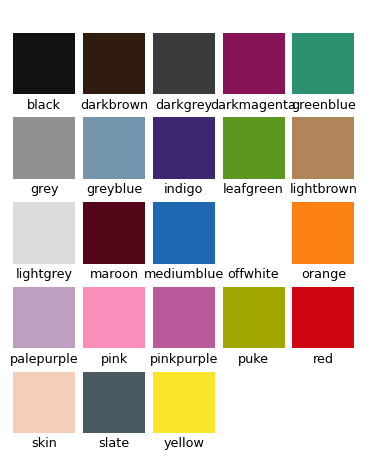 black darkbrown darkgrey darkmagenta greenblue
grey greyblue indigo leafgreen lightbrown
lightgrey maroon mediumblue offwhite orange
palepurple pink pinkpurple puke red
skin slate yellow